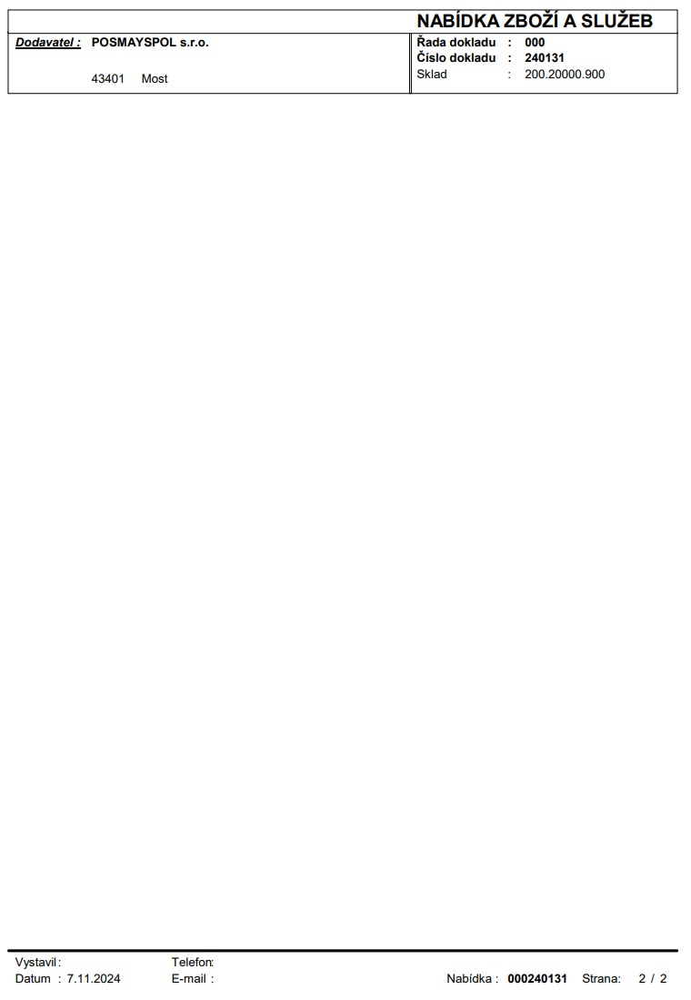 NABÍDKA ZBOŽÍ A SLUŽEB
Dodavatel : POSMAYSPOL s.r.o.
43401 Most
Řada dokladu : 000
Číslo dokladu : 240131
Sklad : 200.20000.900
Vystavil : Telefon:
Datum : 7.11.2024 E-mail : Nabídka : 000240131 Strana: 2 / 2